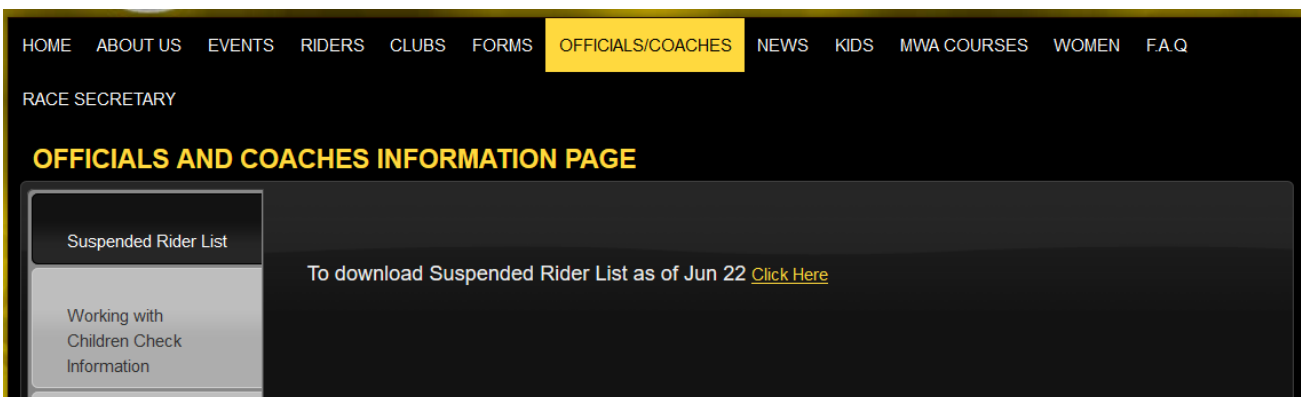 HOME ABOUT US EVENTS RIDERS CLUBS FORMS OFFICIALS/COACHES NEWS KIDS MWA COURSES WOMEN F.A.Q
RACE SECRETARY
OFFICIALS AND COACHES INFORMATION PAGE
Suspended Rider List
To download Suspended Rider List as of Jun 22 Click Here
Working with
Children Check
Information